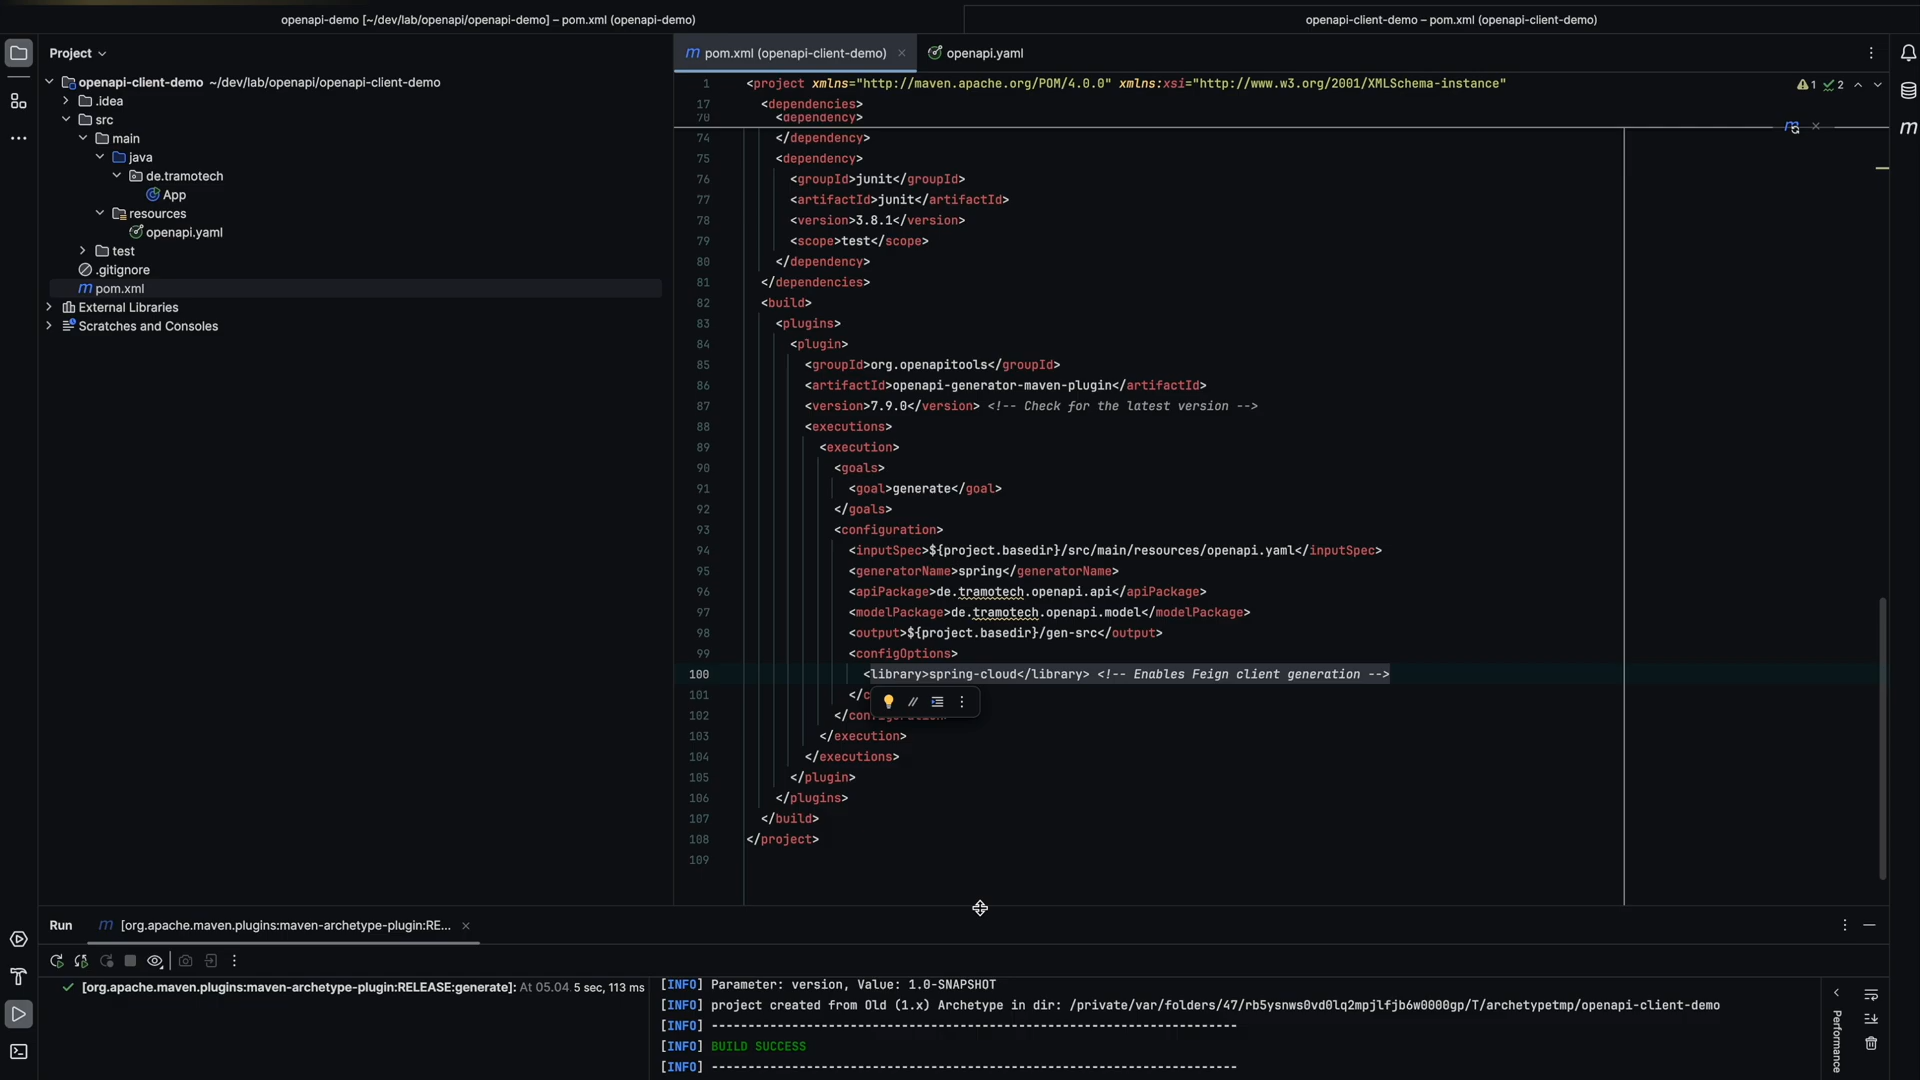 openapi-demo [~/dev/lab/openapi/openapi-demo] – pom.xml (openapi-demo)
openapi-client-demo – pom.xml (openapi-client-demo)
Project
openapi-client-demo ~/dev/lab/openapi/openapi-client-demo
.idea
src
main
java
de.tramotech
App
resources
openapi.yaml
test
.gitignore
m pom.xml
External Libraries
Scratches and Consoles
m pom.xml (openapi-client-demo)
openapi.yaml
1 <project xmlns="http://maven.apache.org/POM/4.0.0" xmlns:xsi="http://www.w3.org/2001/XMLSchema-instance"
1 2
17 <dependencies>
70 <dependency>
74 </dependency>
75 <dependency>
76 <groupId>junit</groupId>
77 <artifactId>junit</artifactId>
78 <version>3.8.1</version>
79 <scope>test</scope>
80 </dependency>
81 </dependencies>
82 <build>
83 <plugins>
84 <plugin>
85 <groupId>org.openapitools</groupId>
86 <artifactId>openapi-generator-maven-plugin</artifactId>
87 <version>7.9.0</version> <!-- Check for the latest version -->
88 <executions>
89 <execution>
90 <goals>
91 <goal>generate</goal>
92 </goals>
93 <configuration>
94 <inputSpec>${project.basedir}/src/main/resources/openapi.yaml</inputSpec>
95 <generatorName>spring</generatorName>
96 <apiPackage>de.tramotech.openapi.api</apiPackage>
97 <modelPackage>de.tramotech.openapi.model</modelPackage>
98 <output>${project.basedir}/gen-src</output>
99 <configOptions>
100 <library>spring-cloud</library> <!-- Enables Feign client generation -->
101 </c
102 </configuration>
103 </execution>
104 </executions>
105 </plugin>
106 </plugins>
107 </build>
108 </project>
109
Run
m [org.apache.maven.plugins:maven-archetype-plugin:RE...
[org.apache.maven.plugins:maven-archetype-plugin:RELEASE:generate]: At 05.04. 5 sec, 113 ms
[INFO] Parameter: version, Value: 1.0-SNAPSHOT
[INFO] project created from Old (1.x) Archetype in dir: /private/var/folders/47/rb5ysnws0vd0lq2mpjlfjb6w0000gp/T/archetypetmp/openapi-client-demo
[INFO] ------------------------------------------------------------------------
[INFO] BUILD SUCCESS
[INFO] ------------------------------------------------------------------------
Performance